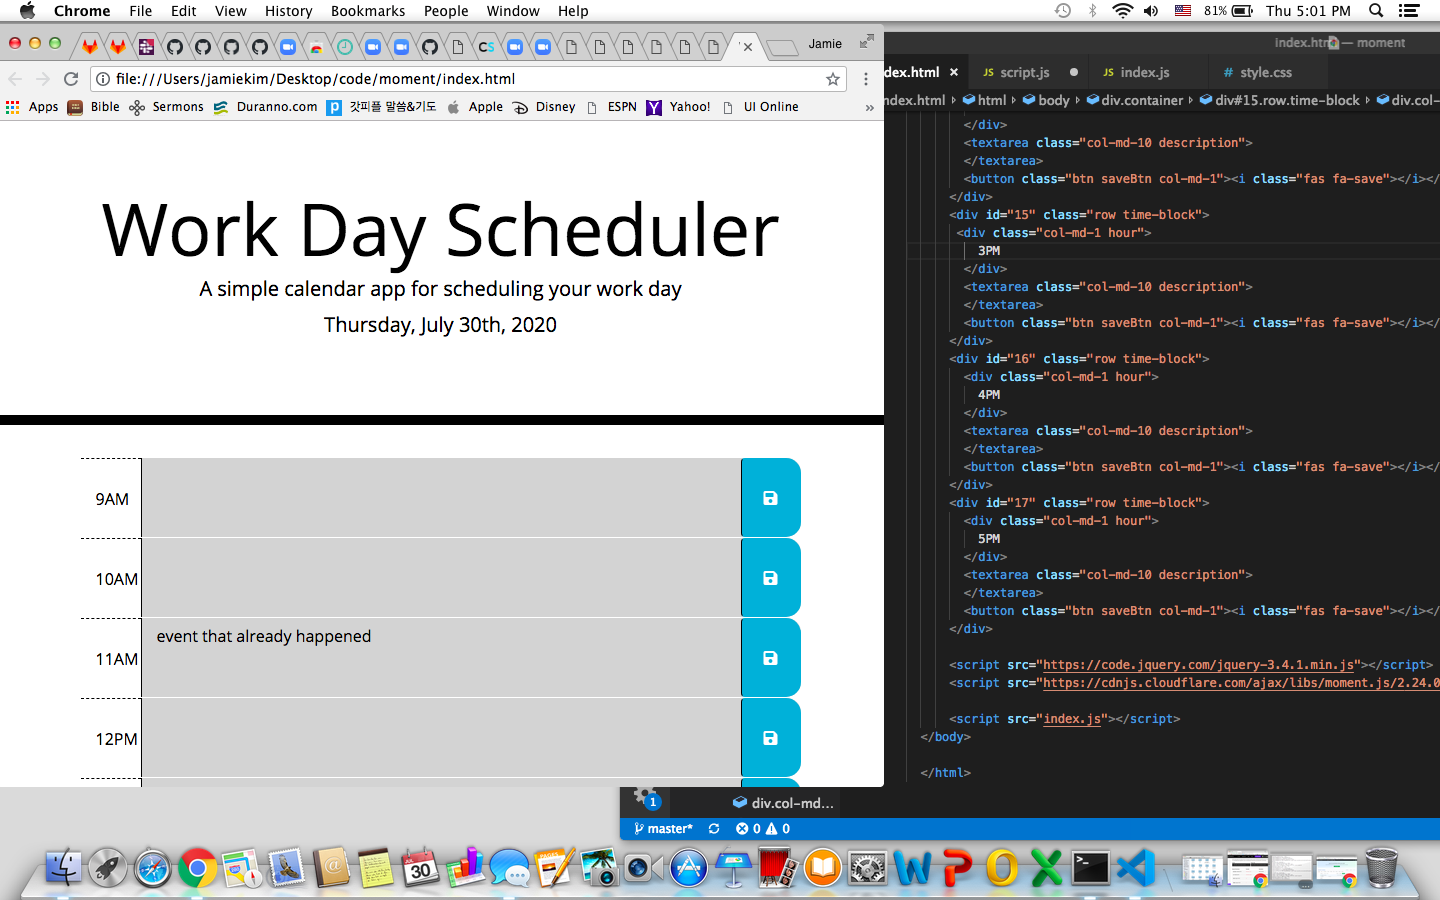 Chrome File Edit View History Bookmarks People Window Help 81% Thu 5:01 PM
Jamie
index.html — moment
file:///Users/jamiekim/Desktop/code/moment/index.html
dex.html × JS script.js JS index.js # style.css
Apps Bible Sermons Duranno.com 갓피플 말씀&기도 Apple Disney ESPN Yahoo! UI Online »
ndex.html › html › body › div.container › div#15.row.time-block › div.col-
Work Day Scheduler
A simple calendar app for scheduling your work day
Thursday, July 30th, 2020
9AM
10AM
event that already happened
11AM
12PM
</div>
<textarea class="col-md-10 description">
</textarea>
<button class="btn saveBtn col-md-1"><i class="fas fa-save"></i></
</div>
<div id="15" class="row time-block">
<div class="col-md-1 hour">
3PM
</div>
<textarea class="col-md-10 description">
</textarea>
<button class="btn saveBtn col-md-1"><i class="fas fa-save"></i></
</div>
<div id="16" class="row time-block">
<div class="col-md-1 hour">
4PM
</div>
<textarea class="col-md-10 description">
</textarea>
<button class="btn saveBtn col-md-1"><i class="fas fa-save"></i></
</div>
<div id="17" class="row time-block">
<div class="col-md-1 hour">
5PM
</div>
<textarea class="col-md-10 description">
</textarea>
<button class="btn saveBtn col-md-1"><i class="fas fa-save"></i></
</div>
<script src="https://code.jquery.com/jquery-3.4.1.min.js"></script>
<script src="https://cdnjs.cloudflare.com/ajax/libs/moment.js/2.24.0
<script src="index.js"></script>
</body>
</html>
1 div.col-md...
master* 0 0
JUL
30